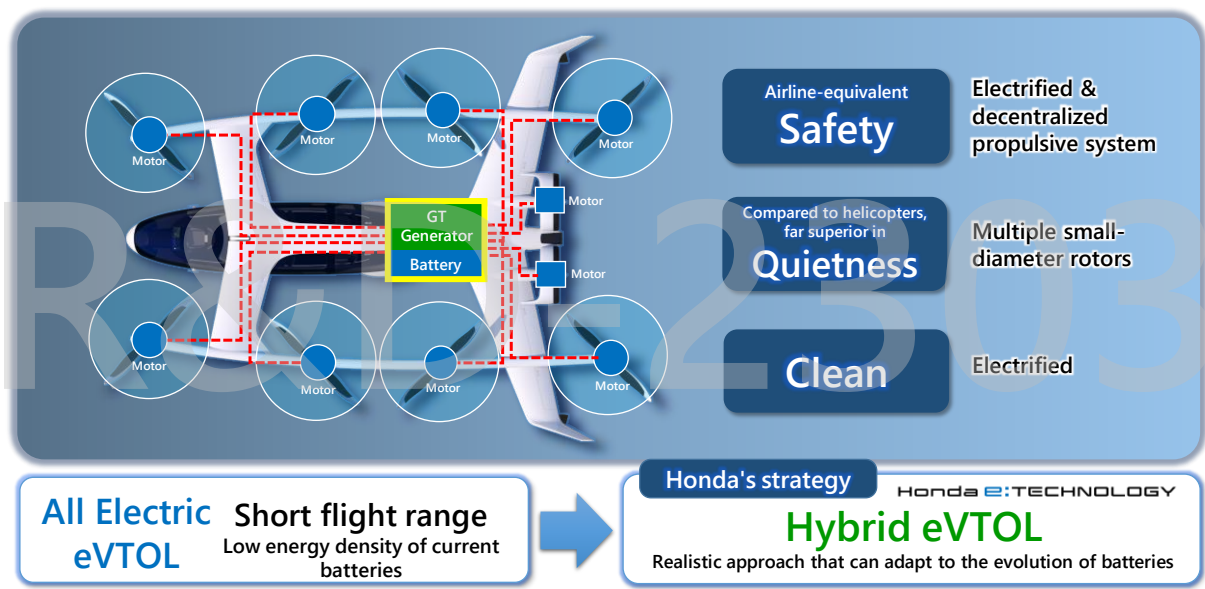 Motor
Motor
Motor
Motor
Motor
Motor
GT
Generator
Battery
Motor
Motor
Motor
Motor
Airline-equivalent
Safety
Electrified &
decentralized
propulsive system
Compared to helicopters,
far superior in
Quietness
Multiple small-
diameter rotors
Clean
Electrified
R&D-2303
All Electric
eVTOL
Short flight range
Low energy density of current
batteries
Honda's strategy
Honda e:TECHNOLOGY
Hybrid eVTOL
Realistic approach that can adapt to the evolution of batteries